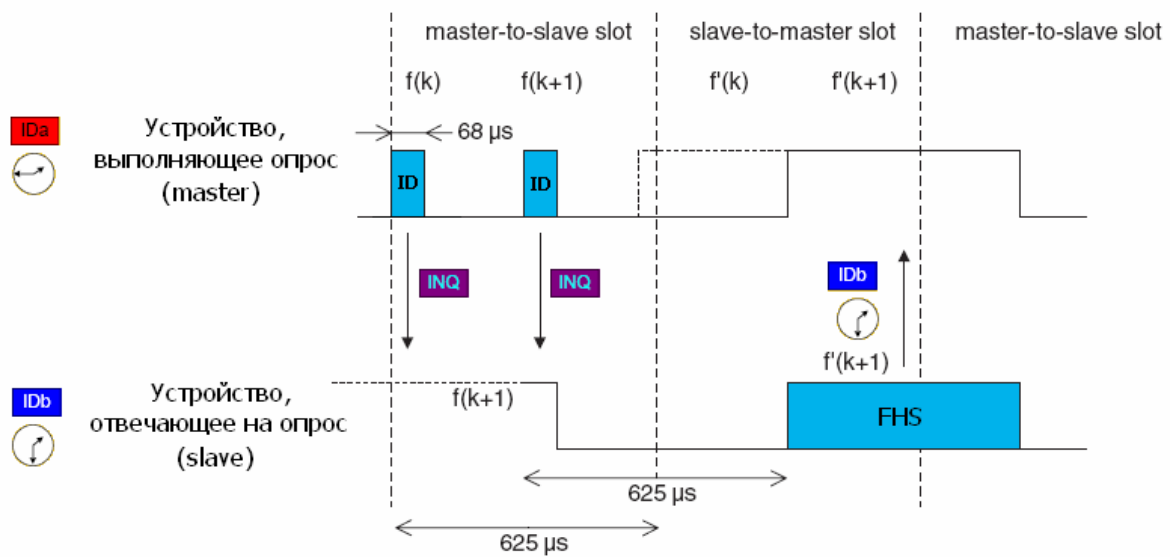 master-to-slave slot
slave-to-master slot
master-to-slave slot
f(k)
f(k+1)
f'(k)
f'(k+1)
IDa
Устройство,
выполняющее опрос
(master)
68 µs
ID
ID
INQ
INQ
IDb
f'(k+1)
IDb
Устройство,
отвечающее на опрос
(slave)
f(k+1)
FHS
625 µs
625 µs